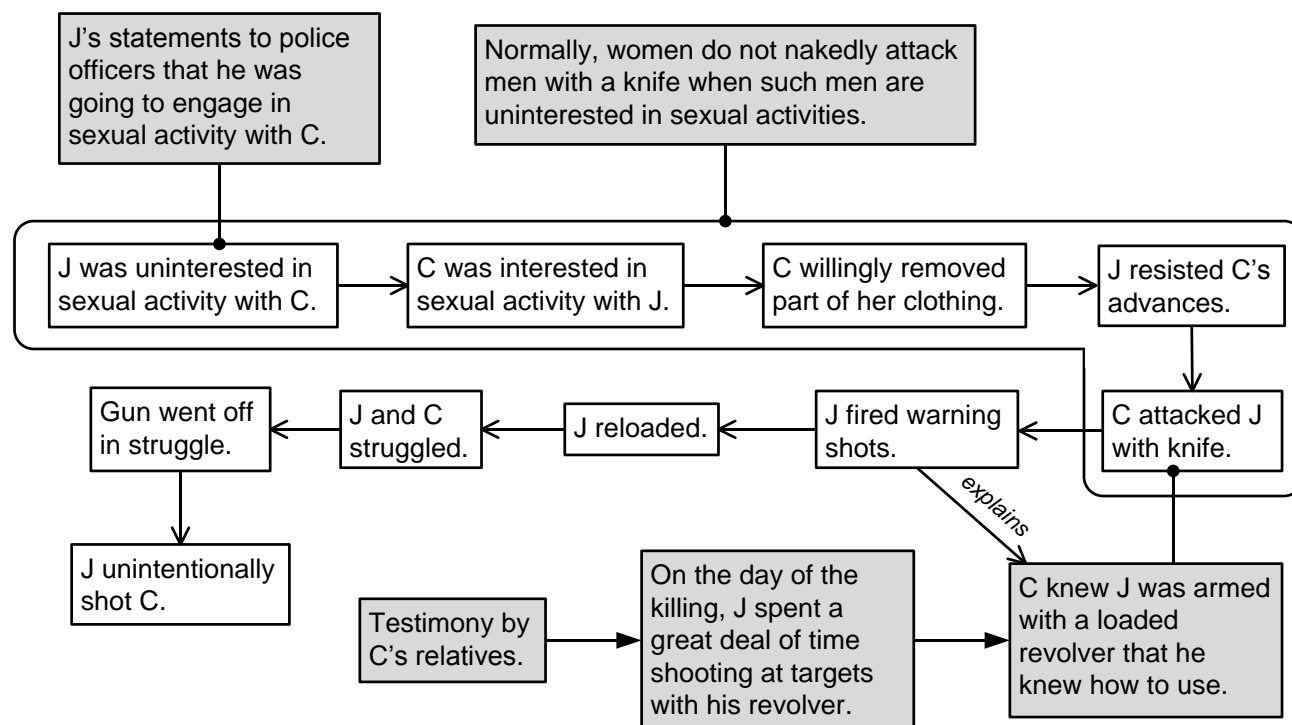 J’s statements to police
officers that he was
going to engage in
sexual activity with C.
Normally, women do not nakedly attack
men with a knife when such men are
uninterested in sexual activities.
J was uninterested in
sexual activity with C.
C was interested in
sexual activity with J.
C willingly removed
part of her clothing.
J resisted C’s
advances.
Gun went off
in struggle.
J and C
struggled.
J reloaded.
J fired warning
shots.
C attacked J
with knife.
explains
J unintentionally
shot C.
Testimony by
C’s relatives.
On the day of the
killing, J spent a
great deal of time
shooting at targets
with his revolver.
C knew J was armed
with a loaded
revolver that he
knew how to use.